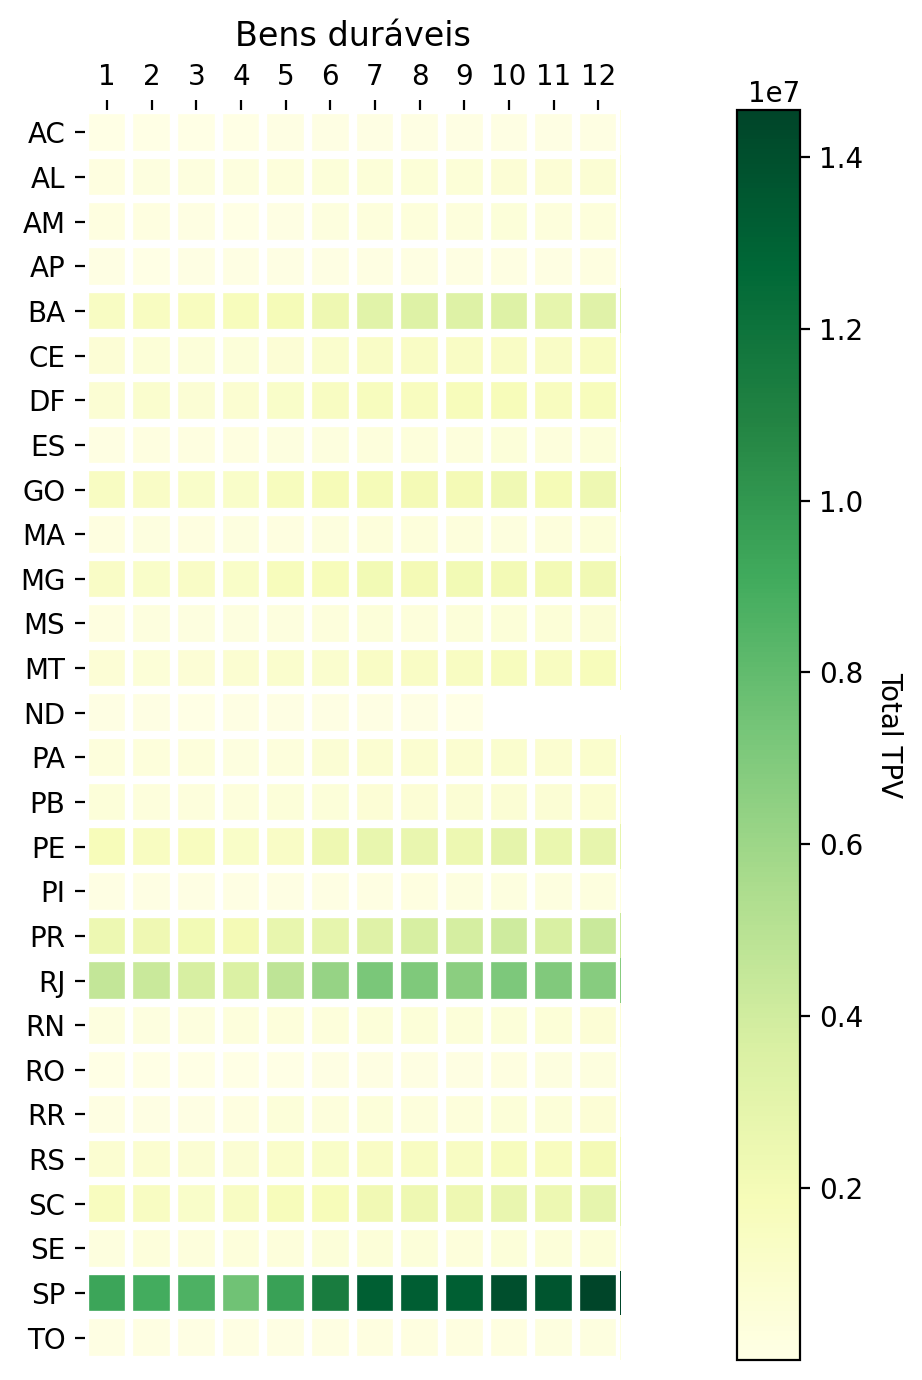 Bens duráveis
1 2 3 4 5 6 7 8 9 10 11 12
1e7
AC
AL
AM
AP
BA
CE
DF
ES
GO
MA
MG
MS
MT
ND
PA
PB
PE
PI
PR
RJ
RN
RO
RR
RS
SC
SE
SP
TO
1.4
1.2
1.0
0.8
0.6
0.4
0.2
Total TPV